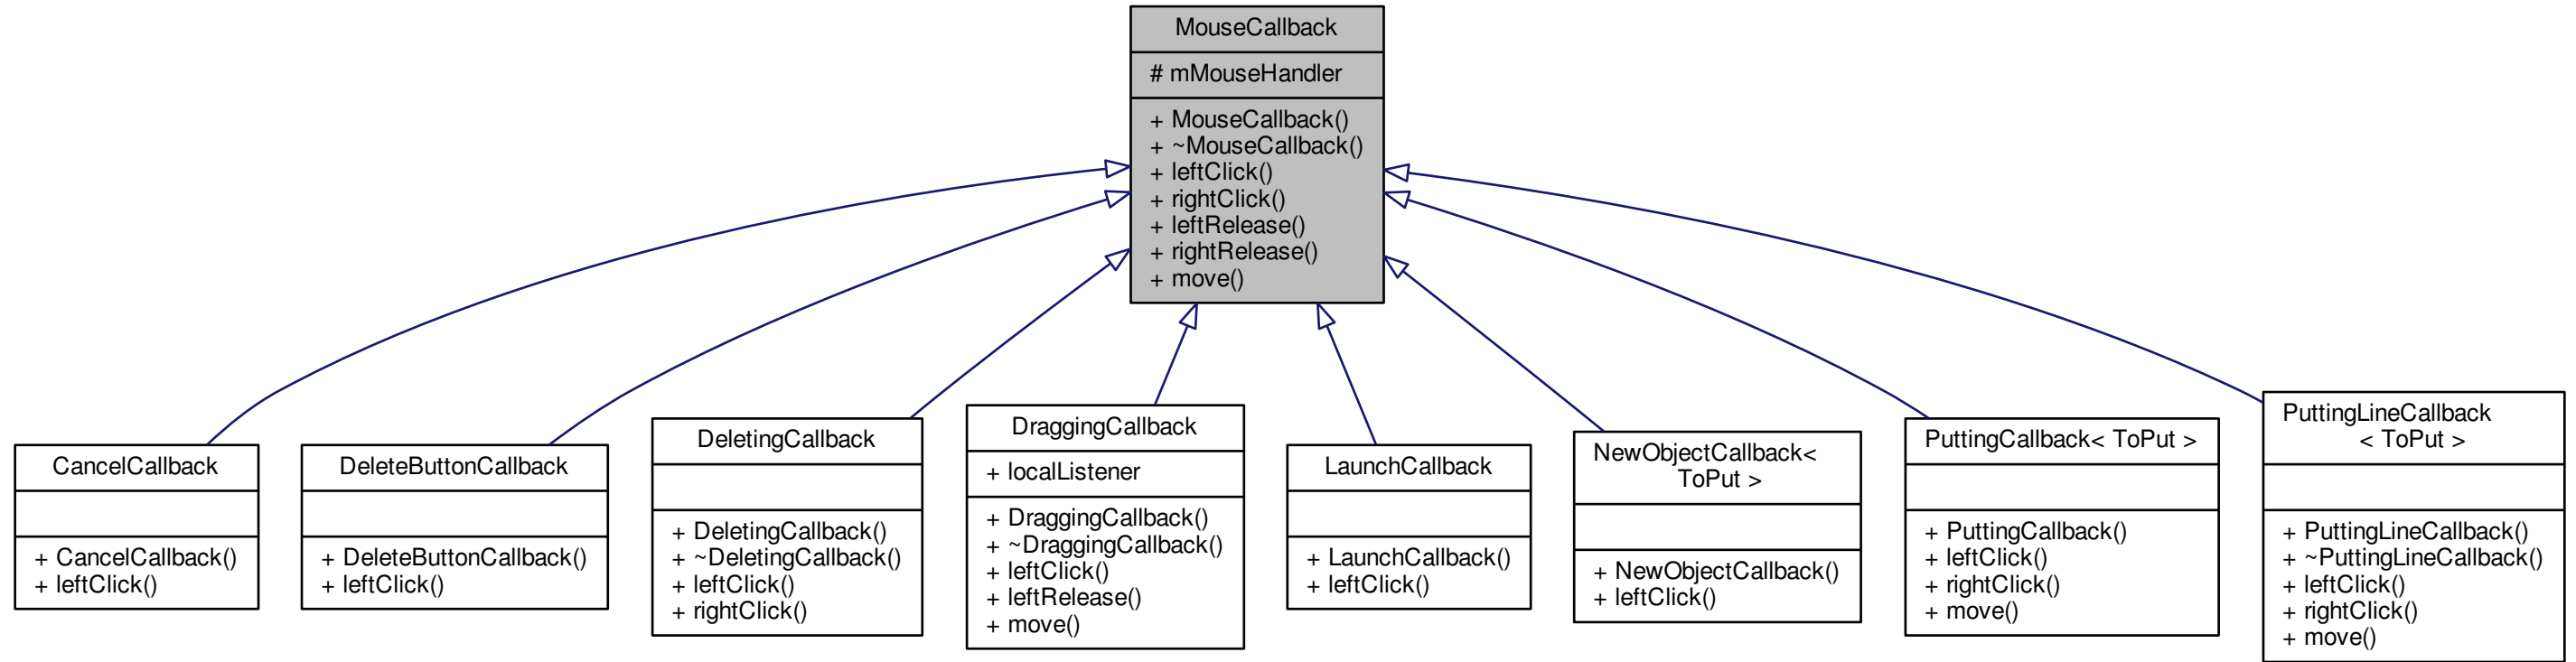 MouseCallback
# mMouseHandler
+ MouseCallback()
+ ~MouseCallback()
+ leftClick()
+ rightClick()
+ leftRelease()
+ rightRelease()
+ move()
CancelCallback
+ CancelCallback()
+ leftClick()
DeleteButtonCallback
+ DeleteButtonCallback()
+ leftClick()
DeletingCallback
+ DeletingCallback()
+ ~DeletingCallback()
+ leftClick()
+ rightClick()
DraggingCallback
+ localListener
+ DraggingCallback()
+ ~DraggingCallback()
+ leftClick()
+ leftRelease()
+ move()
LaunchCallback
+ LaunchCallback()
+ leftClick()
NewObjectCallback<
ToPut >
+ NewObjectCallback()
+ leftClick()
PuttingCallback< ToPut >
+ PuttingCallback()
+ leftClick()
+ rightClick()
+ move()
PuttingLineCallback
< ToPut >
+ PuttingLineCallback()
+ ~PuttingLineCallback()
+ leftClick()
+ rightClick()
+ move()